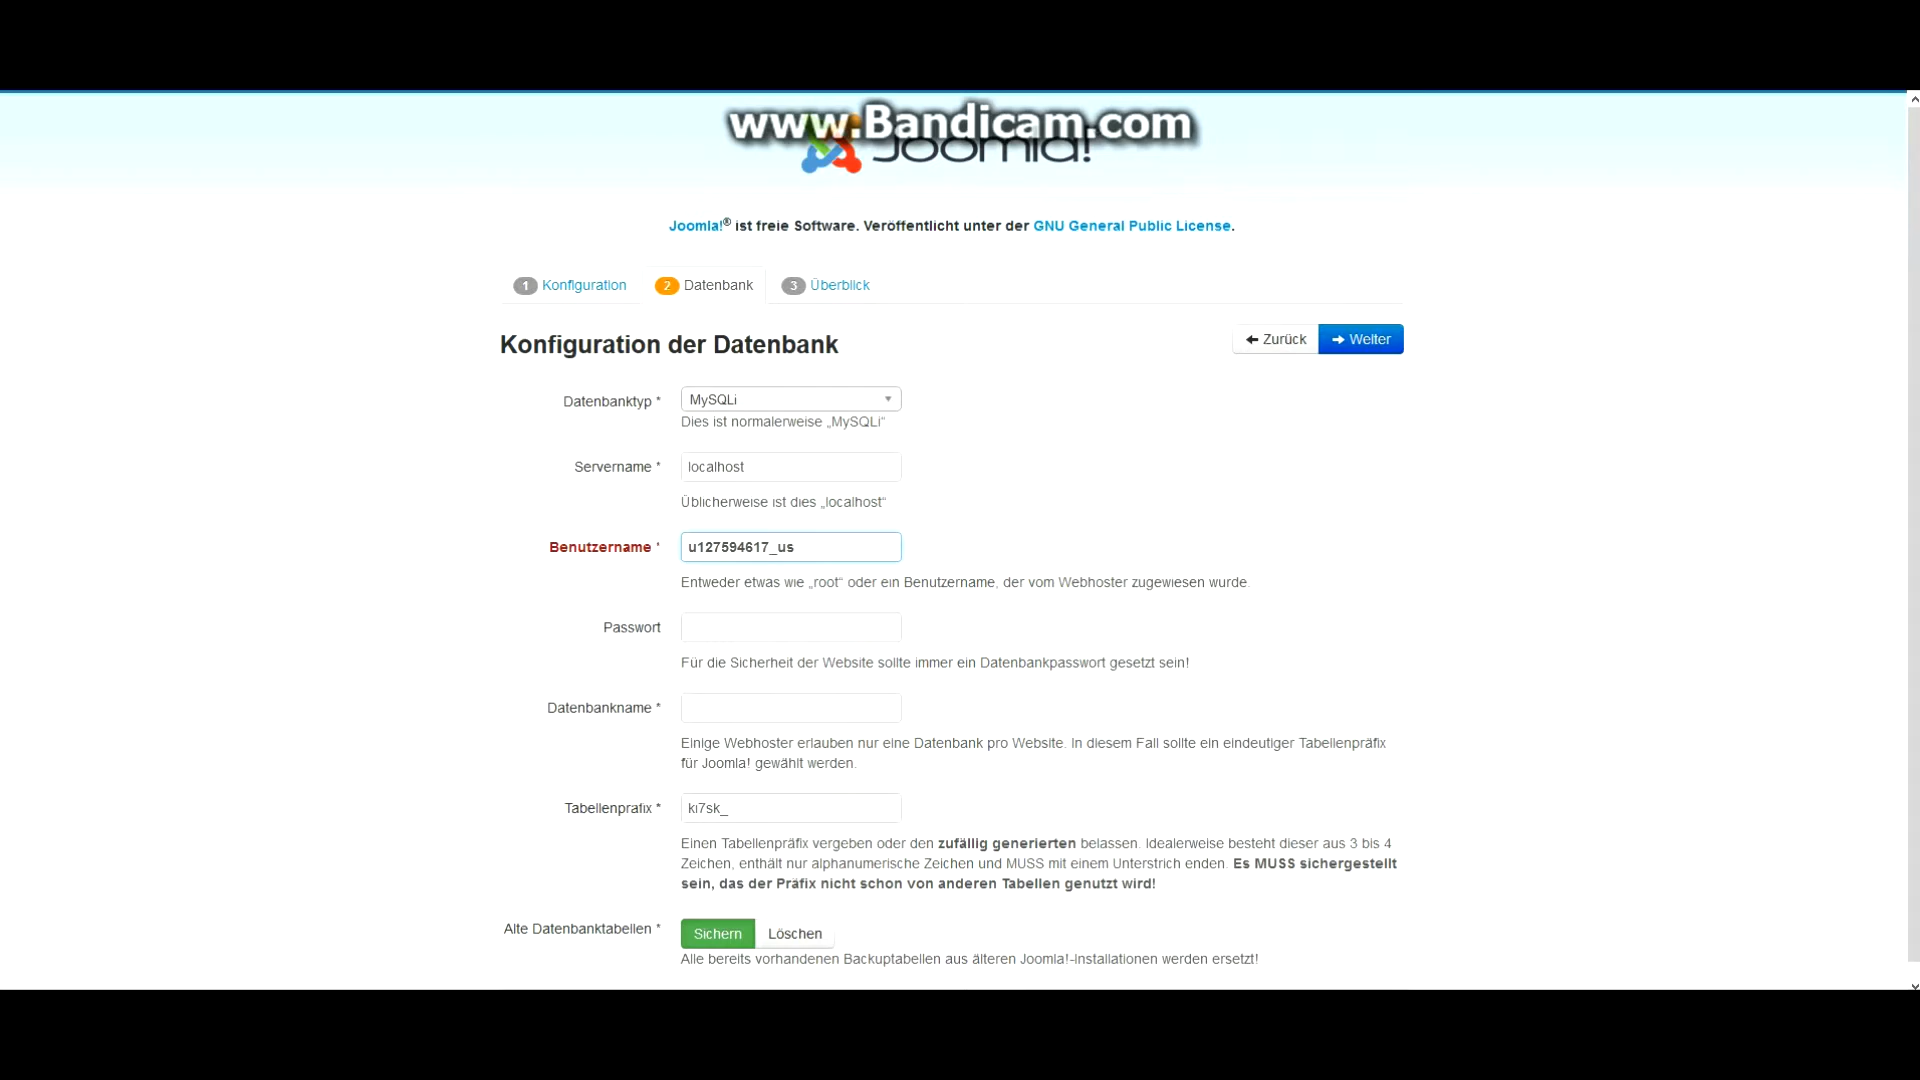 www.Bandicam.com
Joomla!
Joomla!® ist freie Software. Veröffentlicht unter der GNU General Public License.
1 Konfiguration 2 Datenbank 3 Überblick
Konfiguration der Datenbank
Zurück Weiter
Datenbanktyp * MySQLi
Dies ist normalerweise „MySQLi“
Servername * localhost
Üblicherweise ist dies „localhost“
Benutzername * u127594617_us
Entweder etwas wie „root“ oder ein Benutzername, der vom Webhoster zugewiesen wurde.
Passwort
Für die Sicherheit der Website sollte immer ein Datenbankpasswort gesetzt sein!
Datenbankname *
Einige Webhoster erlauben nur eine Datenbank pro Website. In diesem Fall sollte ein eindeutiger Tabellenpräfix
für Joomla! gewählt werden.
Tabellenpräfix * ki7sk_
Einen Tabellenpräfix vergeben oder den zufällig generierten belassen. Idealerweise besteht dieser aus 3 bis 4
Zeichen, enthält nur alphanumerische Zeichen und MUSS mit einem Unterstrich enden. Es MUSS sichergestellt
sein, das der Präfix nicht schon von anderen Tabellen genutzt wird!
Alte Datenbanktabellen * Sichern Löschen
Alle bereits vorhandenen Backuptabellen aus älteren Joomla!-Installationen werden ersetzt!